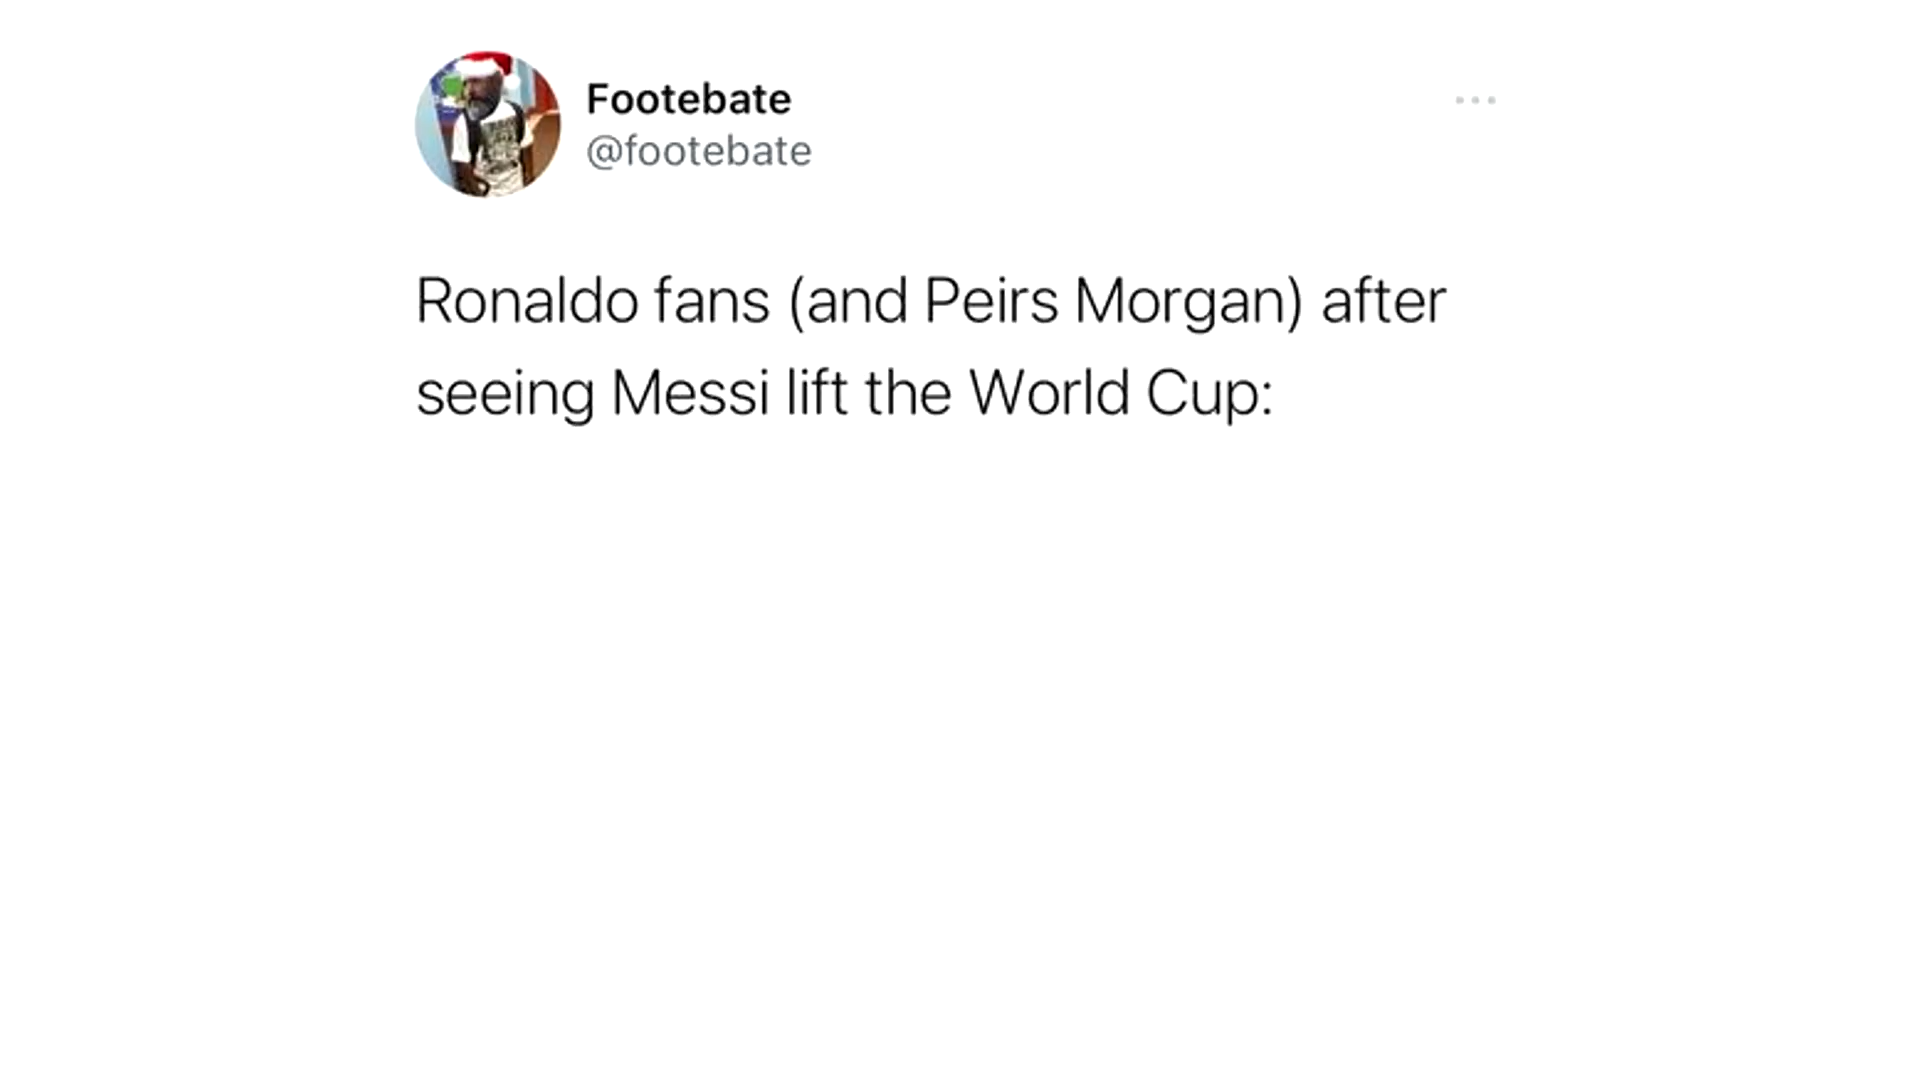 Footebate
@footebate
Ronaldo fans (and Peirs Morgan) after
seeing Messi lift the World Cup: